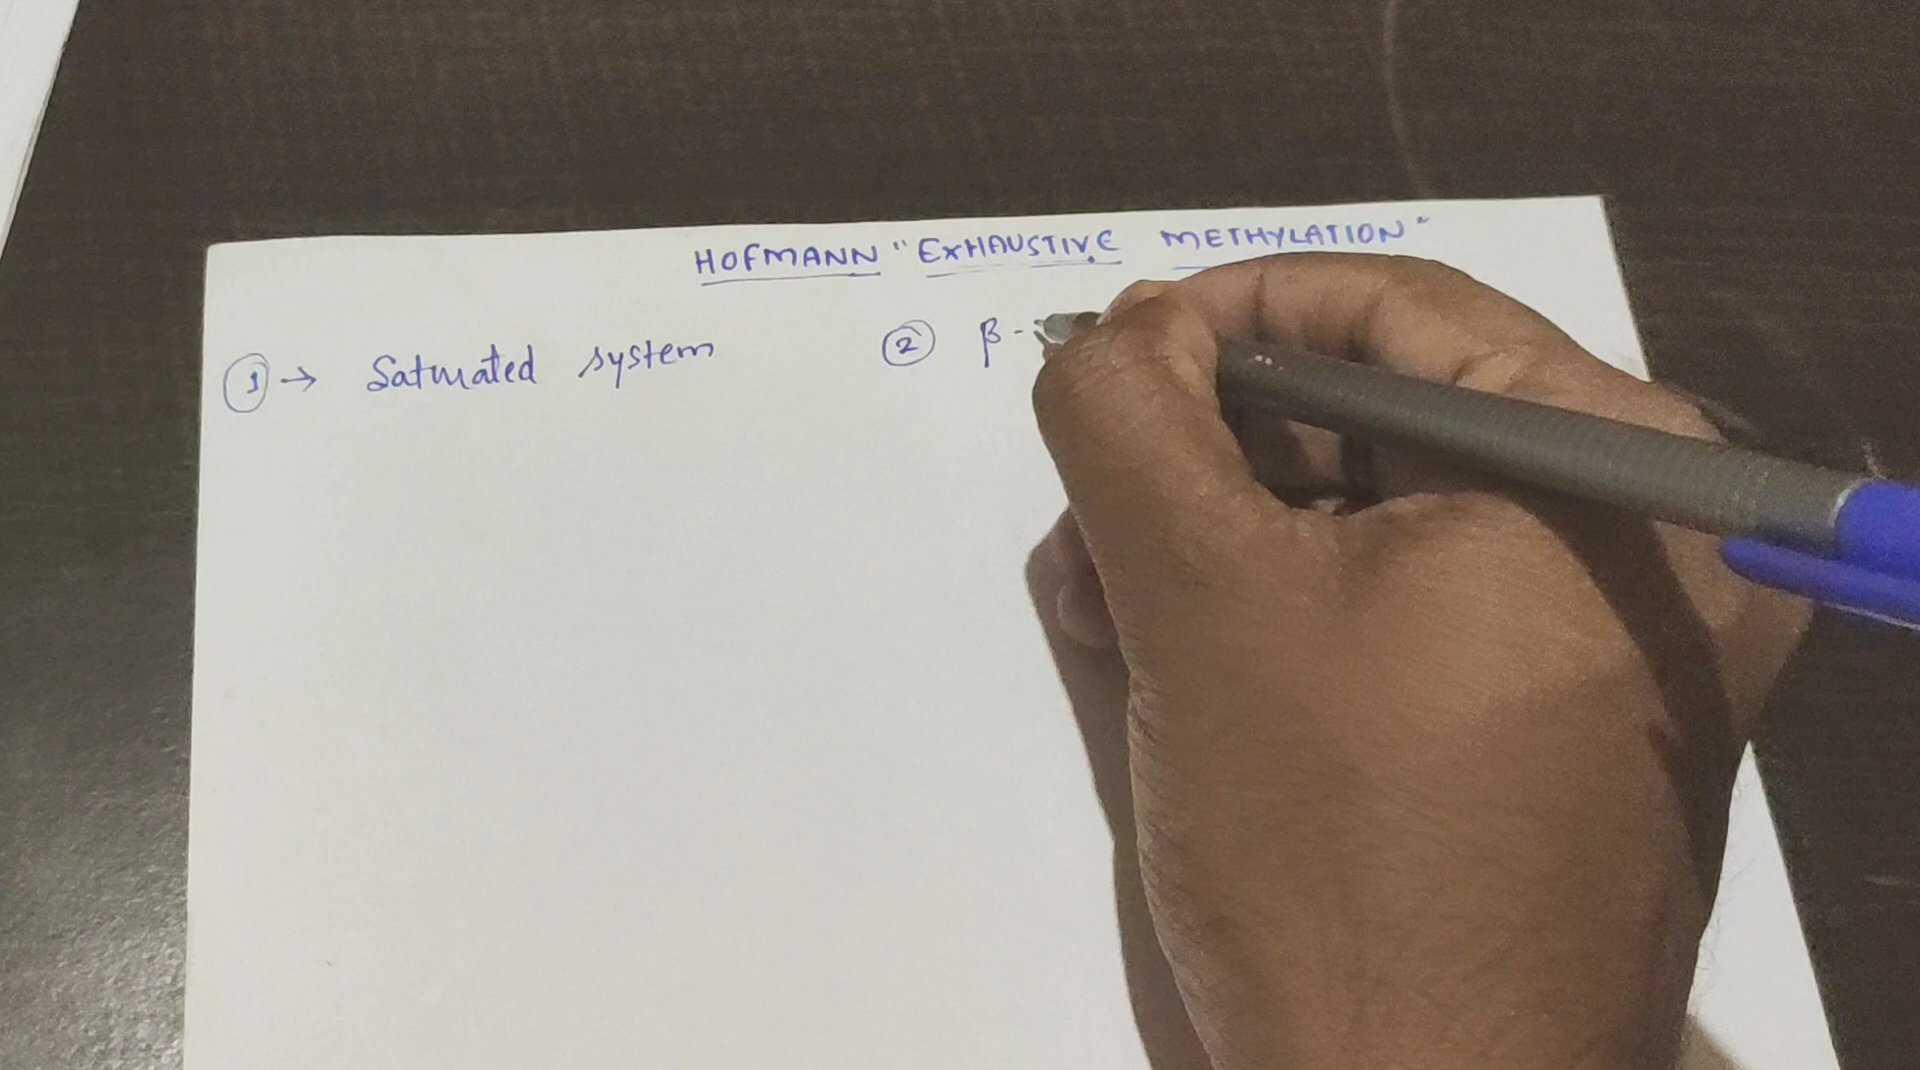 HOFMANN "EXHAUSTIVE METHYLATION"
1 → Saturated system
2 β-